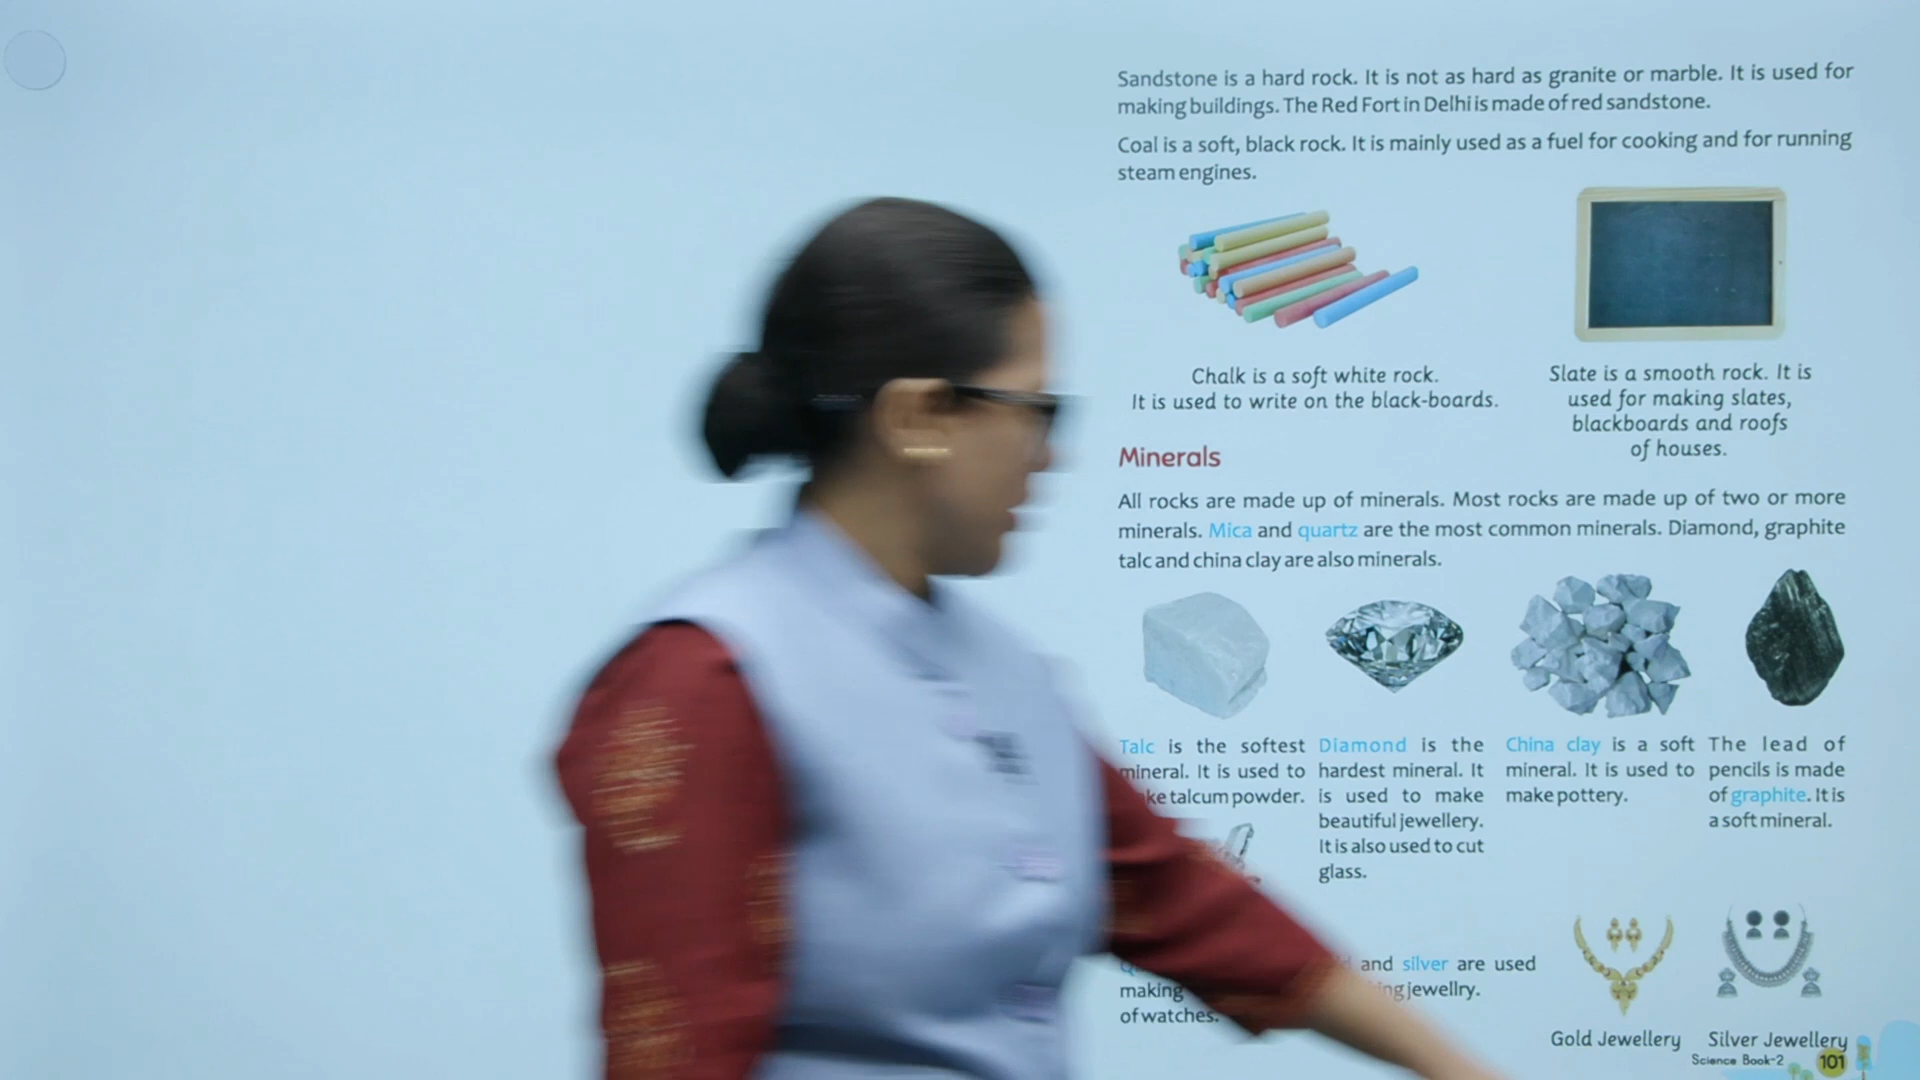 Sandstone is a hard rock. It is not as hard as granite or marble. It is used for
making buildings. The Red Fort in Delhi is made of red sandstone.
Coal is a soft, black rock. It is mainly used as a fuel for cooking and for running
steam engines.
Chalk is a soft white rock.
It is used to write on the black-boards.
Slate is a smooth rock. It is
used for making slates,
blackboards and roofs
of houses.
Minerals
All rocks are made up of minerals. Most rocks are made up of two or more
minerals. Mica and quartz are the most common minerals. Diamond, graphite
talc and china clay are also minerals.
Talc is the softest
mineral. It is used to
talcum powder.
Diamond is the
hardest mineral. It
is used to make
beautiful jewellery.
It is also used to cut
glass.
China clay is a soft
mineral. It is used to
make pottery.
The lead of
pencils is made
of graphite. It is
a soft mineral.
making
of watches.
and silver are used
jewellry.
Gold Jewellery
Silver Jewellery
Science Book-2
101